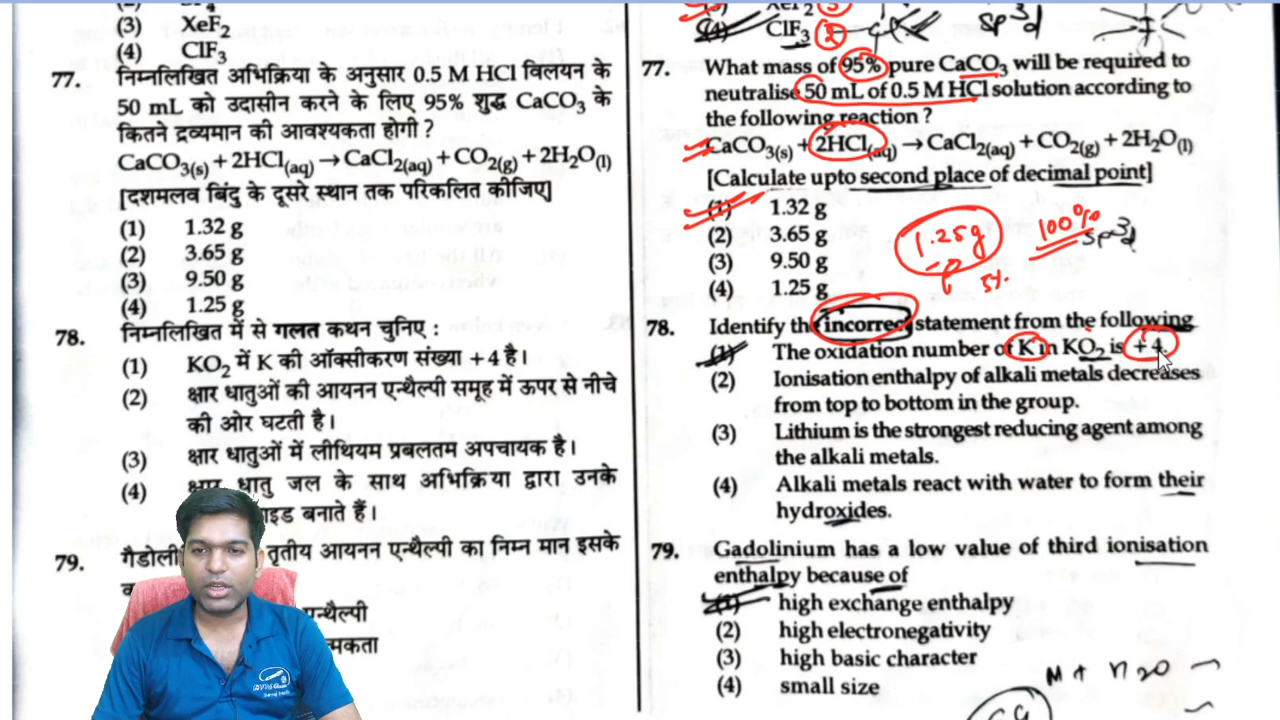 (3) XeF2
(4) ClF3
77. निम्नलिखित अभिक्रिया के अनुसार 0.5 M HCl विलयन के
50 mL को उदासीन करने के लिए 95% शुद्ध CaCO3 के
कितने द्रव्यमान की आवश्यकता होगी ?
CaCO3(s) + 2HCl(aq) → CaCl2(aq) + CO2(g) + 2H2O(l)
[दशमलव बिंदु के दूसरे स्थान तक परिकलित कीजिए]
(1) 1.32 g
(2) 3.65 g
(3) 9.50 g
(4) 1.25 g
78. निम्नलिखित में से गलत कथन चुनिए :
(1) KO2 में K की ऑक्सीकरण संख्या +4 है।
(2) क्षार धातुओं की आयनन एन्थैल्पी समूह में ऊपर से नीचे
की ओर घटती है।
(3) क्षार धातुओं में लीथियम प्रबलतम अपचायक है।
(4) क्षार धातु जल के साथ अभिक्रिया द्वारा उनके
बनाते हैं।
79. तृतीय आयनन एन्थैल्पी का निम्न मान इसके
(4) ClF3 2 sp3d
77. What mass of 95% pure CaCO3 will be required to
neutralise 50 mL of 0.5 M HCl solution according to
the following reaction ?
CaCO3(s) + 2HCl(aq) → CaCl2(aq) + CO2(g) + 2H2O(l)
[Calculate upto second place of decimal point]
(1) 1.32 g
(2) 3.65 g
(3) 9.50 g
(4) 1.25 g
1.25g 100% sp3d
5%
78. Identify the incorrect statement from the following
(1) The oxidation number of K in KO2 is +4.
(2) Ionisation enthalpy of alkali metals decreases
from top to bottom in the group.
(3) Lithium is the strongest reducing agent among
the alkali metals.
(4) Alkali metals react with water to form their
hydroxides.
79. Gadolinium has a low value of third ionisation
enthalpy because of
(1) high exchange enthalpy
(2) high electronegativity
(3) high basic character
(4) small size
M + H2O